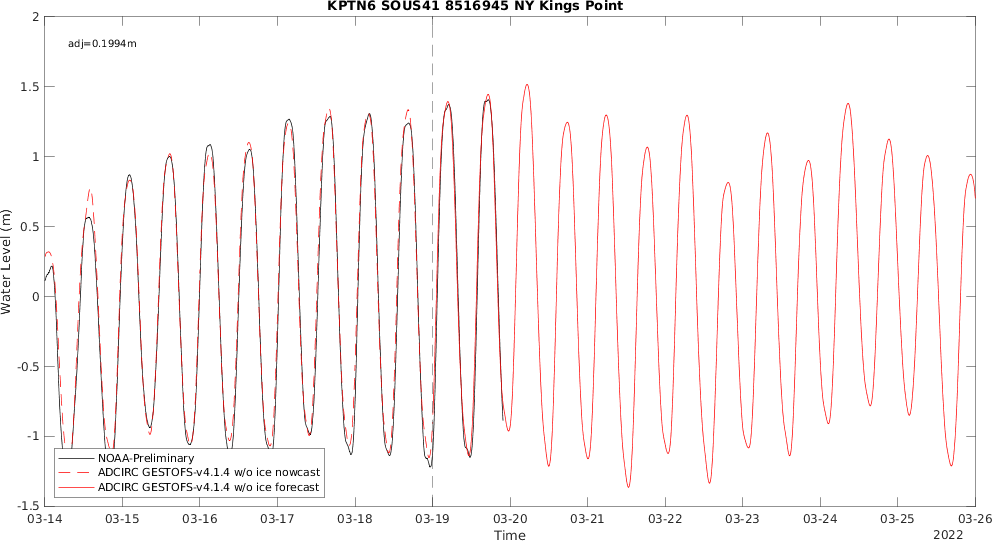 KPTN6 SOUS41 8516945 NY Kings Point
adj=0.1994m
2
1.5
1
0.5
0
-0.5
-1
-1.5
Water Level (m)
NOAA-Preliminary
ADCIRC GESTOFS-v4.1.4 w/o ice nowcast
ADCIRC GESTOFS-v4.1.4 w/o ice forecast
03-14 03-15 03-16 03-17 03-18 03-19 03-20 03-21 03-22 03-23 03-24 03-25 03-26
Time
2022